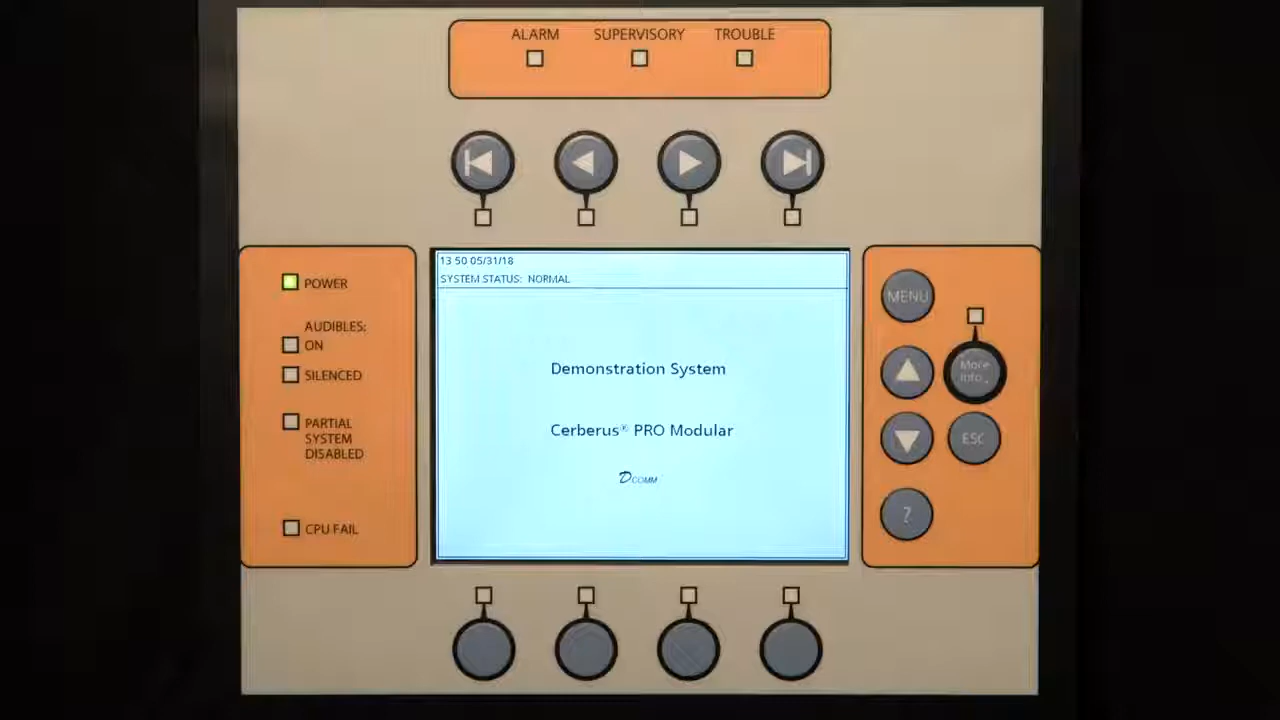 ALARM SUPERVISORY TROUBLE
13 50 05/31/18
SYSTEM STATUS: NORMAL
Demonstration System
Cerberus® PRO Modular
DCOMM
POWER
AUDIBLES:
ON
SILENCED
PARTIAL
SYSTEM
DISABLED
CPU FAIL
MENU
More
Info
ESC
?